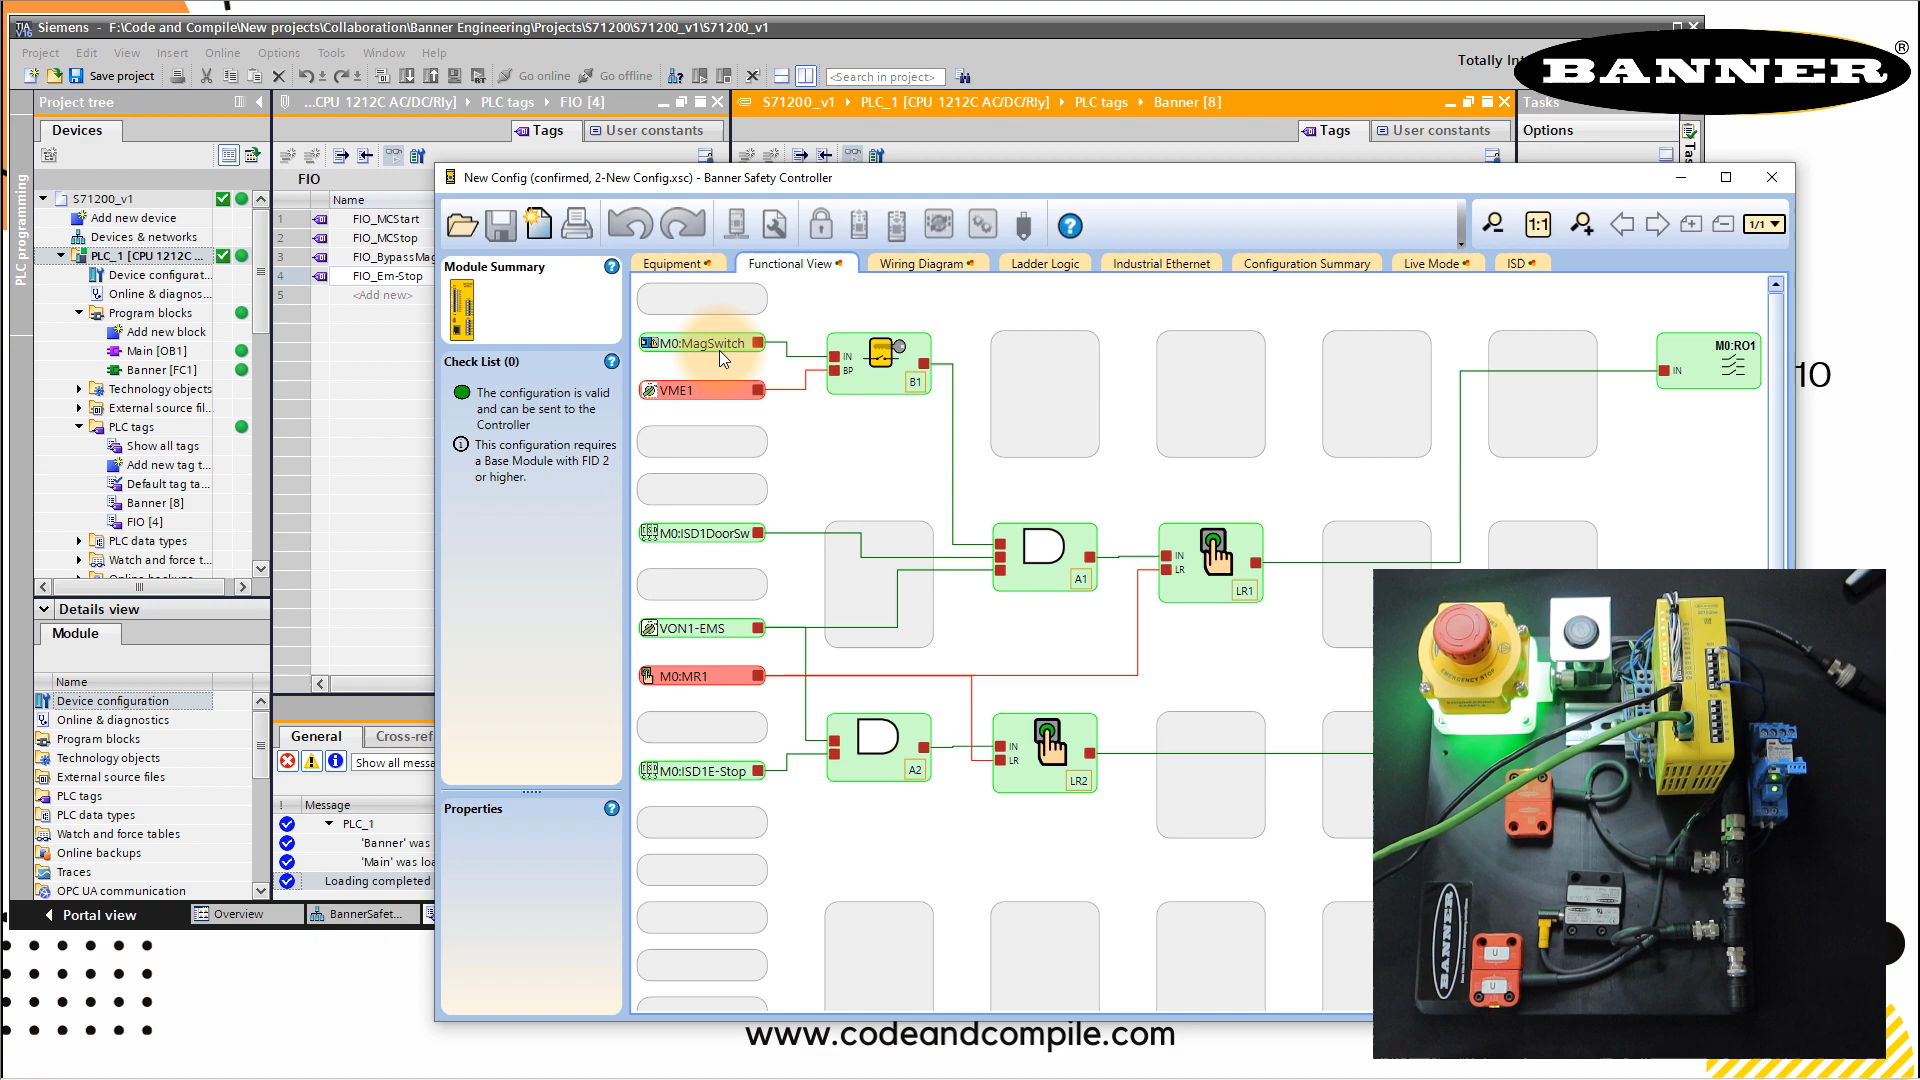 Siemens - F:\Code and Compile\New projects\Collaboration\Banner Engineering\Projects\S71200\S71200_v1\S71200_v1
Project Edit View Insert Online Options Tools Window Help
Save project
Go online
Go offline
<Search in project>
BANNER
®
Project tree
...CPU 1212C AC/DC/Rly] PLC tags FIO [4]
S71200_v1 PLC_1 [CPU 1212C AC/DC/Rly] PLC tags Banner [8]
Tasks
Devices
Tags
User constants
Tags
User constants
Options
PLC programming
FIO
Name
1 FIO_MCStart
2 FIO_MCStop
3 FIO_BypassMag
4 FIO_Em-Stop
5 <Add new>
S71200_v1
Add new device
Devices & networks
PLC_1 [CPU 1212C ...
Device configurat...
Online & diagnos...
Program blocks
Add new block
Main [OB1]
Banner [FC1]
Technology objects
External source fil...
PLC tags
Show all tags
Add new tag t...
Default tag ta...
Banner [8]
FIO [4]
PLC data types
Watch and force t...
Details view
Module
Name
Device configuration
Online & diagnostics
Program blocks
Technology objects
External source files
PLC tags
PLC data types
Watch and force tables
Online backups
Traces
OPC UA communication
General
Cross-ref
Show all messa
! Message
PLC_1
'Banner' was
'Main' was loa
Loading completed
Portal view
Overview
BannerSafet...
New Config (confirmed, 2-New Config.xsc) - Banner Safety Controller
1:1
1/1
Module Summary
Equipment
Functional View
Wiring Diagram
Ladder Logic
Industrial Ethernet
Configuration Summary
Live Mode
ISD
Check List (0)
The configuration is valid
and can be sent to the
Controller
This configuration requires
a Base Module with FID 2
or higher.
Properties
M0:MagSwitch
VME1
M0:ISD1DoorSw
VON1-EMS
M0:MR1
M0:ISD1E-Stop
IN
BP
B1
A1
IN
LR
LR1
A2
IN
LR
LR2
M0:RO1
IN
10
EMERGENCY STOP
BANNER
U
U
www.codeandcompile.com